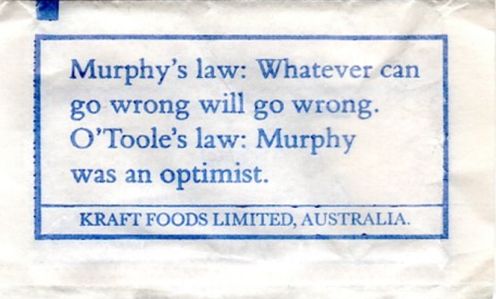 Murphy's law: Whatever can
go wrong will go wrong.
O'Toole's law: Murphy
was an optimist.
KRAFT FOODS LIMITED, AUSTRALIA.